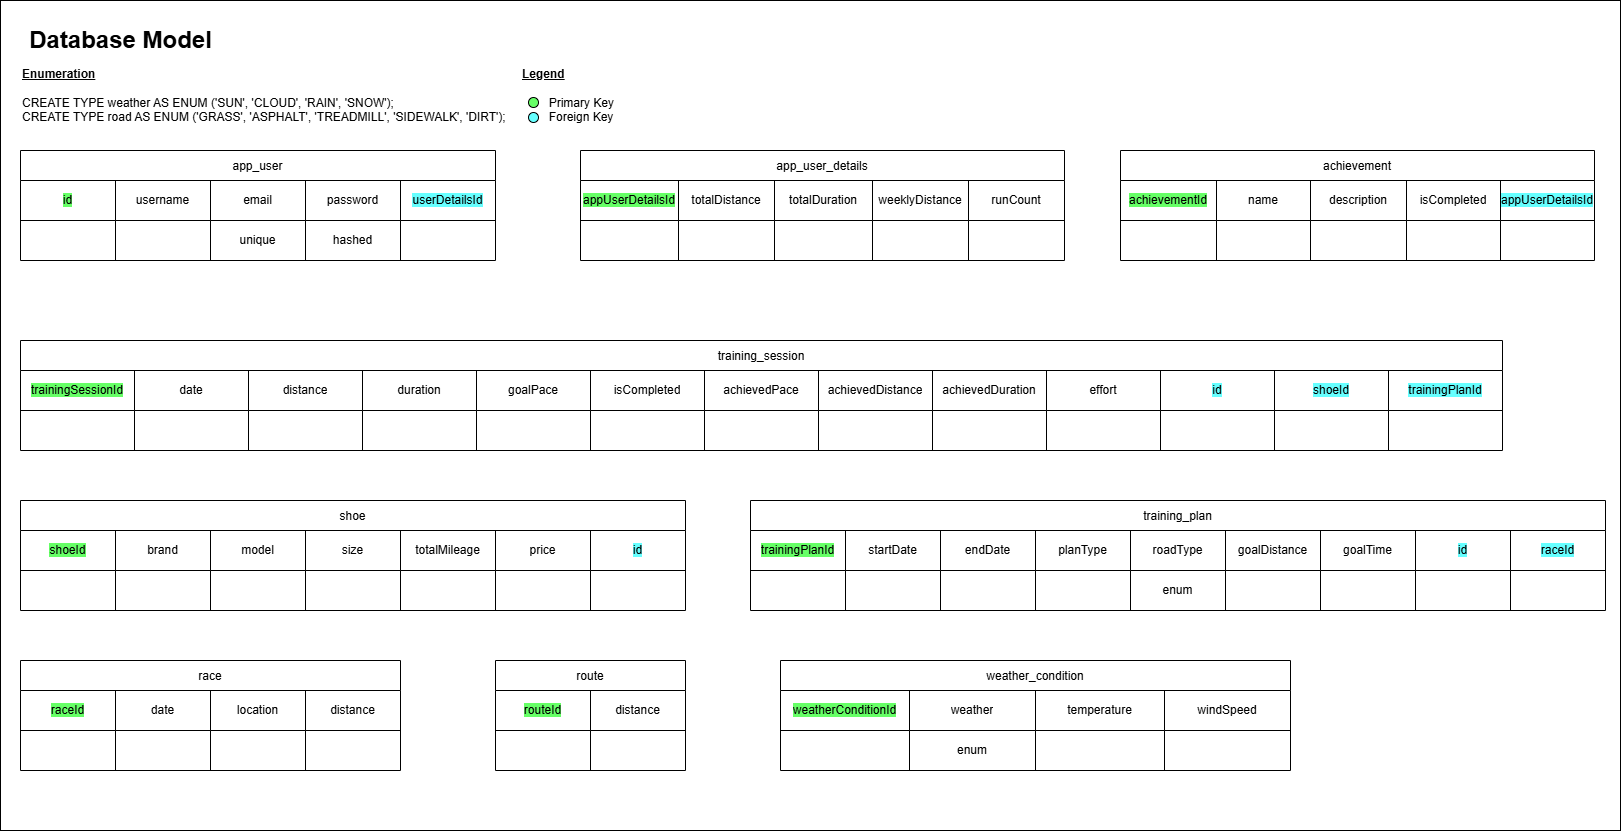 Database Model
Enumeration
CREATE TYPE weather AS ENUM ('SUN', 'CLOUD', 'RAIN', 'SNOW');
CREATE TYPE road AS ENUM ('GRASS', 'ASPHALT', 'TREADMILL', 'SIDEWALK', 'DIRT');
Legend
Primary Key
Foreign Key
app_user
id username email password userDetailsId
unique hashed
app_user_details
appUserDetailsId totalDistance totalDuration weeklyDistance runCount
achievement
achievementId name description isCompleted appUserDetailsId
training_session
trainingSessionId date distance duration goalPace isCompleted achievedPace achievedDistance achievedDuration effort id shoeId trainingPlanId
shoe
shoeId brand model size totalMileage price id
training_plan
trainingPlanId startDate endDate planType roadType goalDistance goalTime id raceId
enum
race
raceId date location distance
route
routeId distance
weather_condition
weatherConditionId weather temperature windSpeed
enum